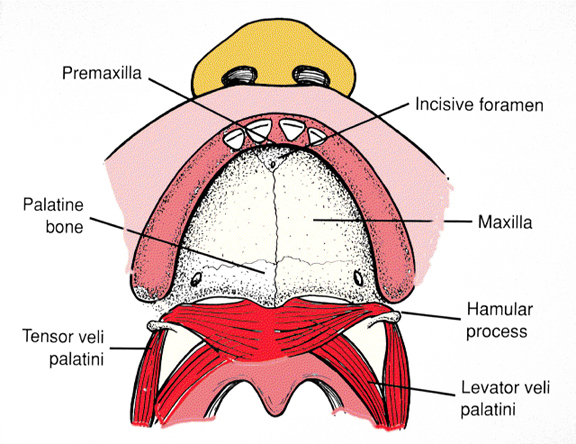 Premaxilla
Incisive foramen
Palatine
bone
Maxilla
Hamular
process
Tensor veli
palatini
Levator veli
palatini